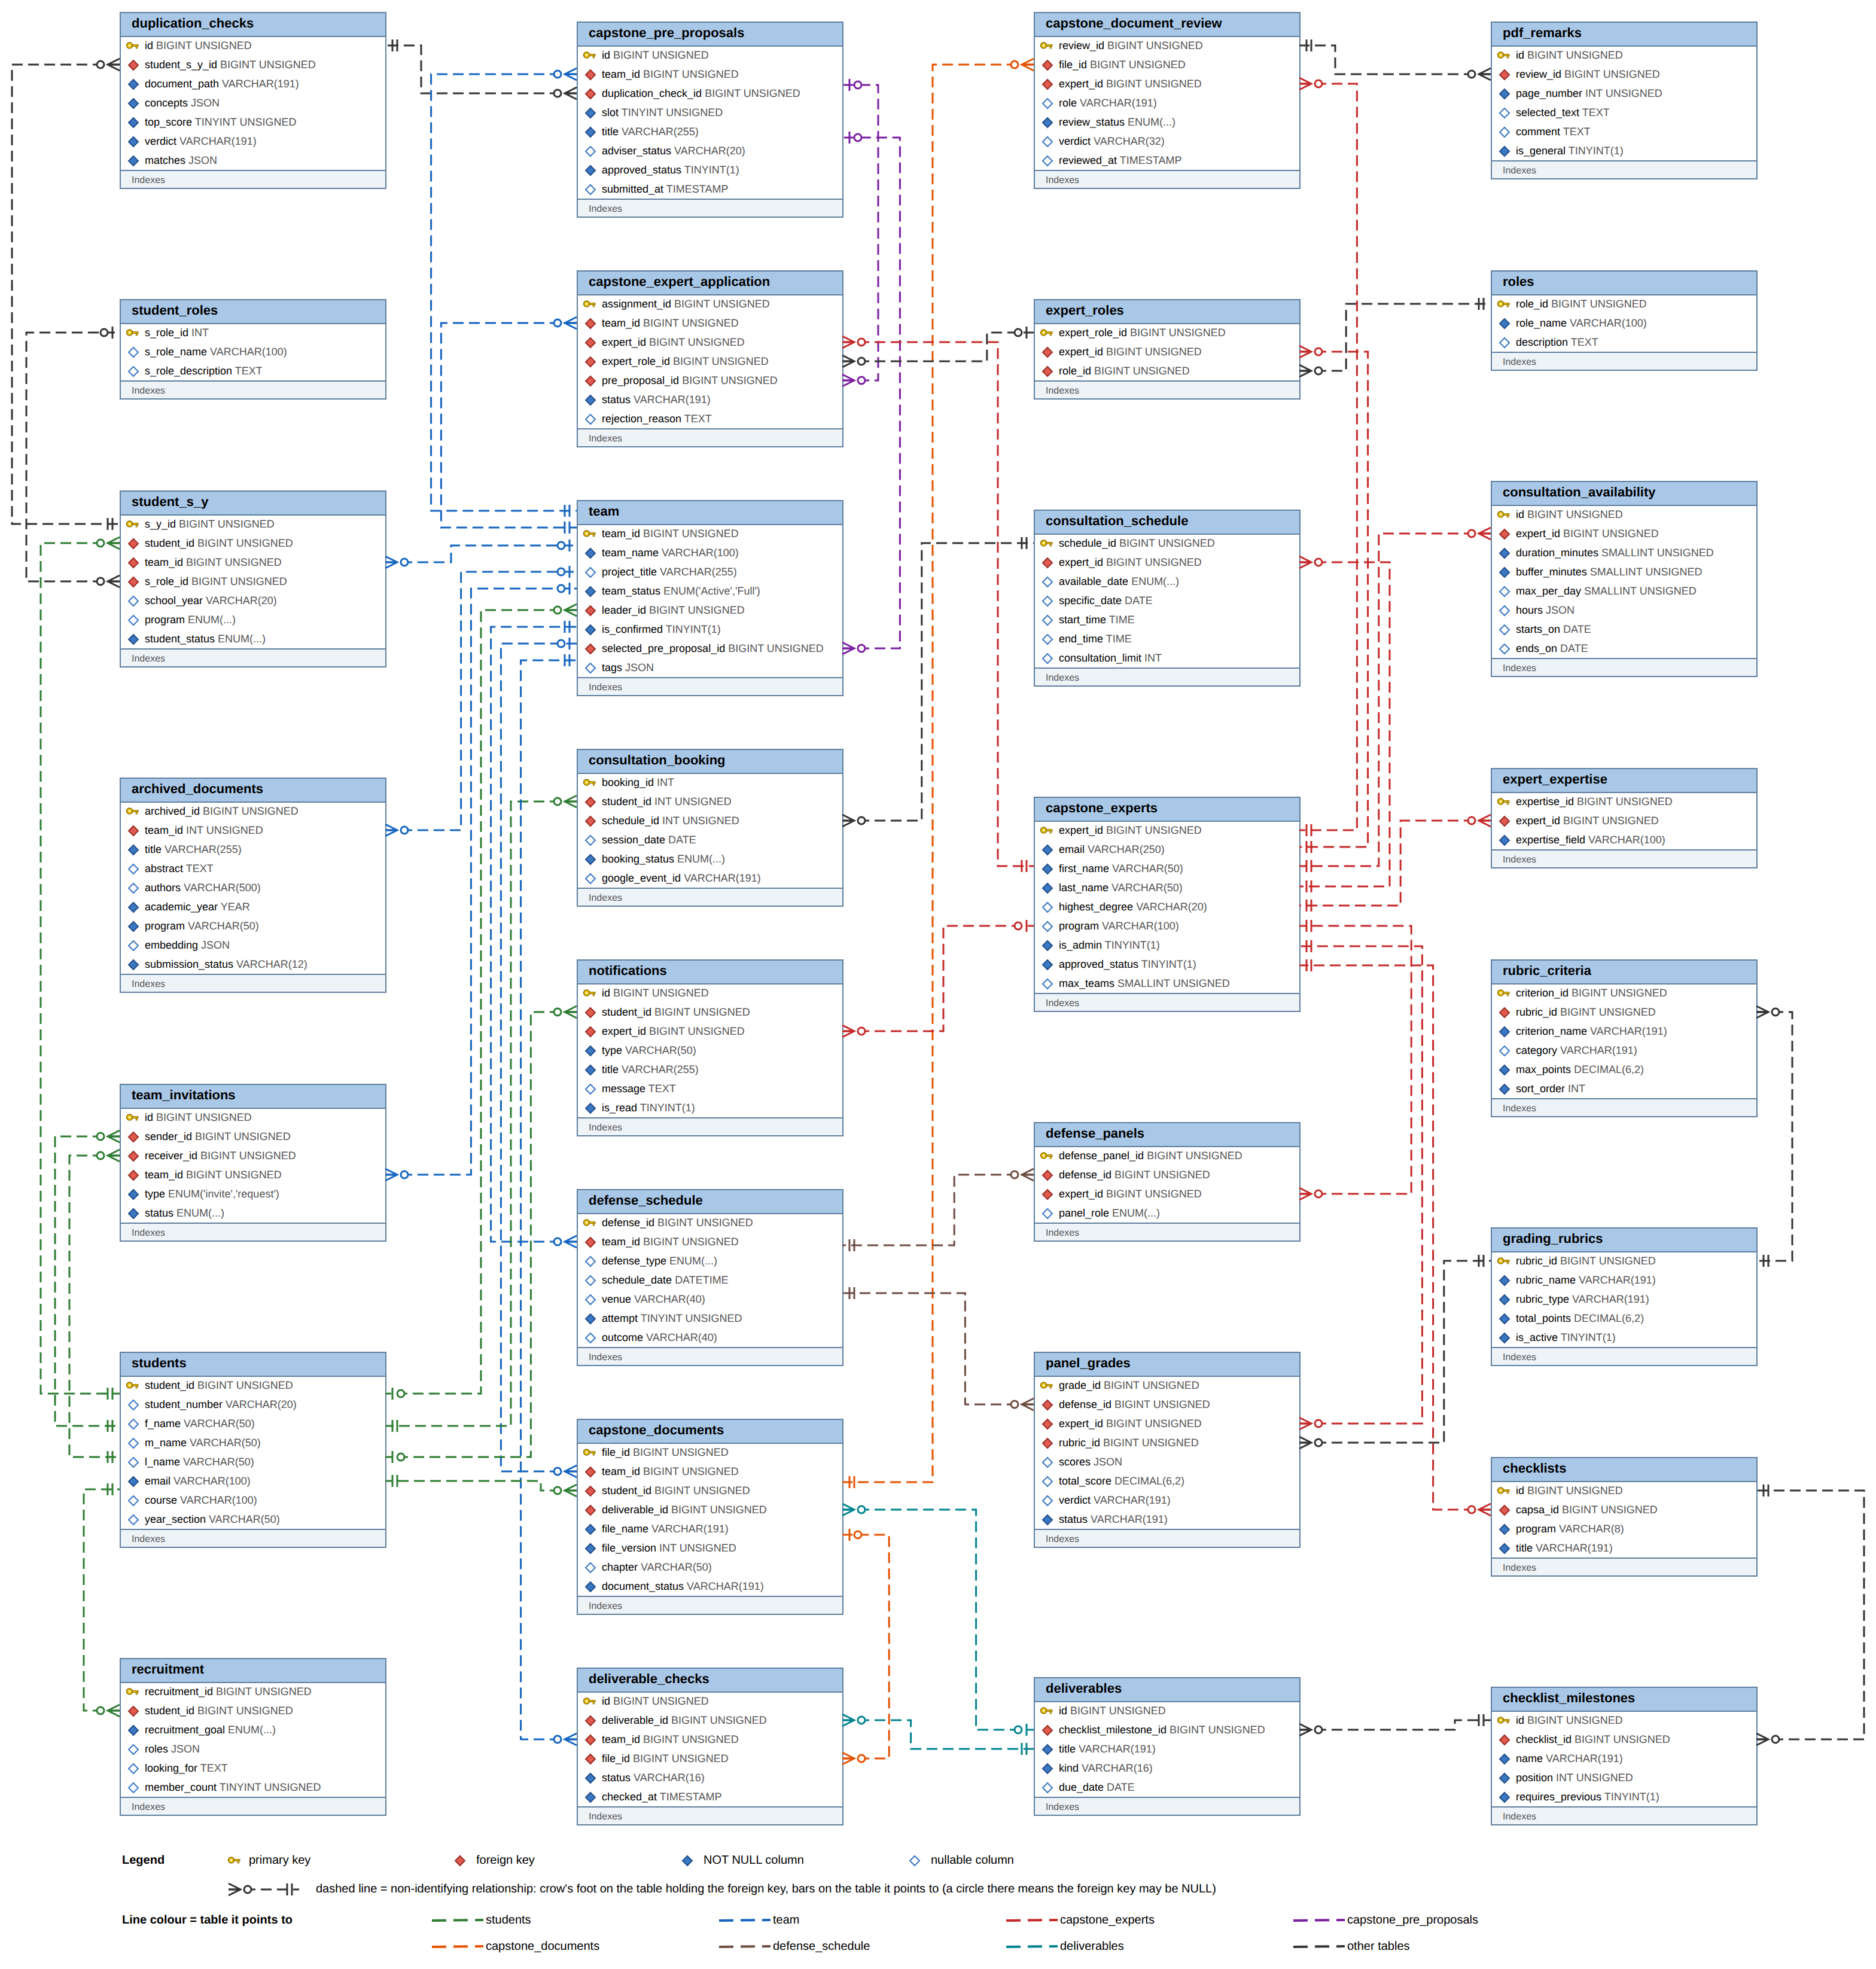 duplication_checks
id BIGINT UNSIGNED
student_s_y_id BIGINT UNSIGNED
document_path VARCHAR(191)
concepts JSON
top_score TINYINT UNSIGNED
verdict VARCHAR(191)
matches JSON
Indexes
capstone_pre_proposals
id BIGINT UNSIGNED
team_id BIGINT UNSIGNED
duplication_check_id BIGINT UNSIGNED
slot TINYINT UNSIGNED
title VARCHAR(255)
adviser_status VARCHAR(20)
approved_status TINYINT(1)
submitted_at TIMESTAMP
Indexes
capstone_document_review
review_id BIGINT UNSIGNED
file_id BIGINT UNSIGNED
expert_id BIGINT UNSIGNED
role VARCHAR(191)
review_status ENUM(...)
verdict VARCHAR(32)
reviewed_at TIMESTAMP
Indexes
pdf_remarks
id BIGINT UNSIGNED
review_id BIGINT UNSIGNED
page_number INT UNSIGNED
selected_text TEXT
comment TEXT
is_general TINYINT(1)
Indexes
student_roles
s_role_id INT
s_role_name VARCHAR(100)
s_role_description TEXT
Indexes
capstone_expert_application
assignment_id BIGINT UNSIGNED
team_id BIGINT UNSIGNED
expert_id BIGINT UNSIGNED
expert_role_id BIGINT UNSIGNED
pre_proposal_id BIGINT UNSIGNED
status VARCHAR(191)
rejection_reason TEXT
Indexes
expert_roles
expert_role_id BIGINT UNSIGNED
expert_id BIGINT UNSIGNED
role_id BIGINT UNSIGNED
Indexes
roles
role_id BIGINT UNSIGNED
role_name VARCHAR(100)
description TEXT
Indexes
student_s_y
s_y_id BIGINT UNSIGNED
student_id BIGINT UNSIGNED
team_id BIGINT UNSIGNED
s_role_id BIGINT UNSIGNED
school_year VARCHAR(20)
program ENUM(...)
student_status ENUM(...)
Indexes
team
team_id BIGINT UNSIGNED
team_name VARCHAR(100)
project_title VARCHAR(255)
team_status ENUM('Active','Full')
leader_id BIGINT UNSIGNED
is_confirmed TINYINT(1)
selected_pre_proposal_id BIGINT UNSIGNED
tags JSON
Indexes
consultation_schedule
schedule_id BIGINT UNSIGNED
expert_id BIGINT UNSIGNED
available_date ENUM(...)
specific_date DATE
start_time TIME
end_time TIME
consultation_limit INT
Indexes
consultation_availability
id BIGINT UNSIGNED
expert_id BIGINT UNSIGNED
duration_minutes SMALLINT UNSIGNED
buffer_minutes SMALLINT UNSIGNED
max_per_day SMALLINT UNSIGNED
hours JSON
starts_on DATE
ends_on DATE
Indexes
archived_documents
archived_id BIGINT UNSIGNED
team_id INT UNSIGNED
title VARCHAR(255)
abstract TEXT
authors VARCHAR(500)
academic_year YEAR
program VARCHAR(50)
embedding JSON
submission_status VARCHAR(12)
Indexes
consultation_booking
booking_id INT
student_id INT UNSIGNED
schedule_id INT UNSIGNED
session_date DATE
booking_status ENUM(...)
google_event_id VARCHAR(191)
Indexes
capstone_experts
expert_id BIGINT UNSIGNED
email VARCHAR(250)
first_name VARCHAR(50)
last_name VARCHAR(50)
highest_degree VARCHAR(20)
program VARCHAR(100)
is_admin TINYINT(1)
approved_status TINYINT(1)
max_teams SMALLINT UNSIGNED
Indexes
expert_expertise
expertise_id BIGINT UNSIGNED
expert_id BIGINT UNSIGNED
expertise_field VARCHAR(100)
Indexes
notifications
id BIGINT UNSIGNED
student_id BIGINT UNSIGNED
expert_id BIGINT UNSIGNED
type VARCHAR(50)
title VARCHAR(255)
message TEXT
is_read TINYINT(1)
Indexes
rubric_criteria
criterion_id BIGINT UNSIGNED
rubric_id BIGINT UNSIGNED
criterion_name VARCHAR(191)
category VARCHAR(191)
max_points DECIMAL(6,2)
sort_order INT
Indexes
team_invitations
id BIGINT UNSIGNED
sender_id BIGINT UNSIGNED
receiver_id BIGINT UNSIGNED
team_id BIGINT UNSIGNED
type ENUM('invite','request')
status ENUM(...)
Indexes
defense_schedule
defense_id BIGINT UNSIGNED
team_id BIGINT UNSIGNED
defense_type ENUM(...)
schedule_date DATETIME
venue VARCHAR(40)
attempt TINYINT UNSIGNED
outcome VARCHAR(40)
Indexes
defense_panels
defense_panel_id BIGINT UNSIGNED
defense_id BIGINT UNSIGNED
expert_id BIGINT UNSIGNED
panel_role ENUM(...)
Indexes
grading_rubrics
rubric_id BIGINT UNSIGNED
rubric_name VARCHAR(191)
rubric_type VARCHAR(191)
total_points DECIMAL(6,2)
is_active TINYINT(1)
Indexes
students
student_id BIGINT UNSIGNED
student_number VARCHAR(20)
f_name VARCHAR(50)
m_name VARCHAR(50)
l_name VARCHAR(50)
email VARCHAR(100)
course VARCHAR(100)
year_section VARCHAR(50)
Indexes
capstone_documents
file_id BIGINT UNSIGNED
team_id BIGINT UNSIGNED
student_id BIGINT UNSIGNED
deliverable_id BIGINT UNSIGNED
file_name VARCHAR(191)
file_version INT UNSIGNED
chapter VARCHAR(50)
document_status VARCHAR(191)
Indexes
panel_grades
grade_id BIGINT UNSIGNED
defense_id BIGINT UNSIGNED
expert_id BIGINT UNSIGNED
rubric_id BIGINT UNSIGNED
scores JSON
total_score DECIMAL(6,2)
verdict VARCHAR(191)
status VARCHAR(191)
Indexes
checklists
id BIGINT UNSIGNED
capsa_id BIGINT UNSIGNED
program VARCHAR(8)
title VARCHAR(191)
Indexes
recruitment
recruitment_id BIGINT UNSIGNED
student_id BIGINT UNSIGNED
recruitment_goal ENUM(...)
roles JSON
looking_for TEXT
member_count TINYINT UNSIGNED
Indexes
deliverable_checks
id BIGINT UNSIGNED
deliverable_id BIGINT UNSIGNED
team_id BIGINT UNSIGNED
file_id BIGINT UNSIGNED
status VARCHAR(16)
checked_at TIMESTAMP
Indexes
deliverables
id BIGINT UNSIGNED
checklist_milestone_id BIGINT UNSIGNED
title VARCHAR(191)
kind VARCHAR(16)
due_date DATE
Indexes
checklist_milestones
id BIGINT UNSIGNED
checklist_id BIGINT UNSIGNED
name VARCHAR(191)
position INT UNSIGNED
requires_previous TINYINT(1)
Indexes
Legend primary key foreign key NOT NULL column nullable column
dashed line = non-identifying relationship: crow's foot on the table holding the foreign key, bars on the table it points to (a circle there means the foreign key may be NULL)
Line colour = table it points to students team capstone_experts capstone_pre_proposals
capstone_documents defense_schedule deliverables other tables